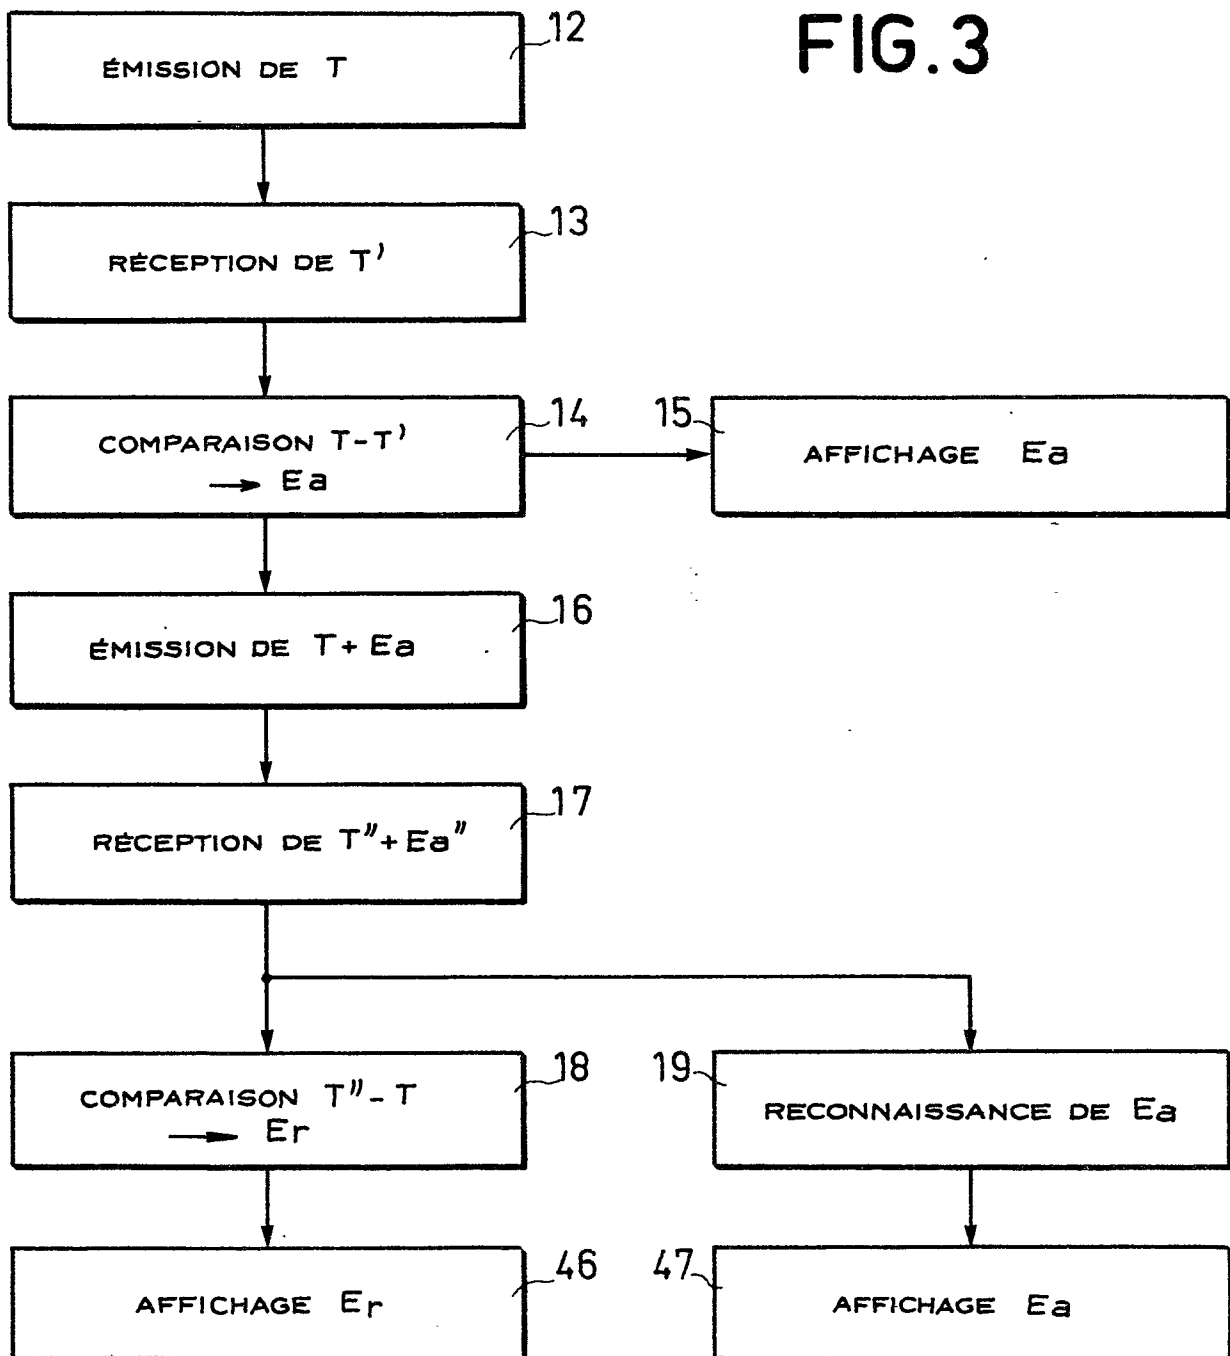 FIG.3
12
ÉMISSION DE T
13
RÉCEPTION DE T'
14
COMPARAISON T-T'
→ Ea
15
AFFICHAGE Ea
16
ÉMISSION DE T+Ea
17
RÉCEPTION DE T"+Ea"
18
COMPARAISON T"-T
→ Er
19
RECONNAISSANCE DE Ea
46
AFFICHAGE Er
47
AFFICHAGE Ea